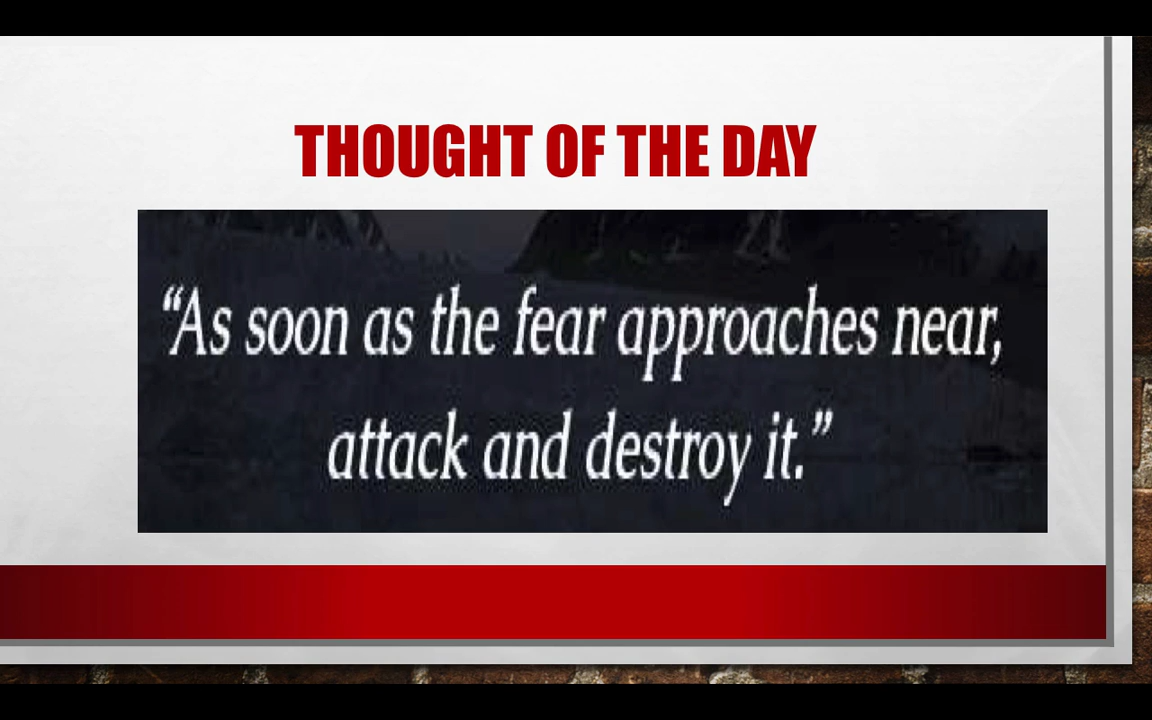 THOUGHT OF THE DAY
“As soon as the fear approaches near,
attack and destroy it.”